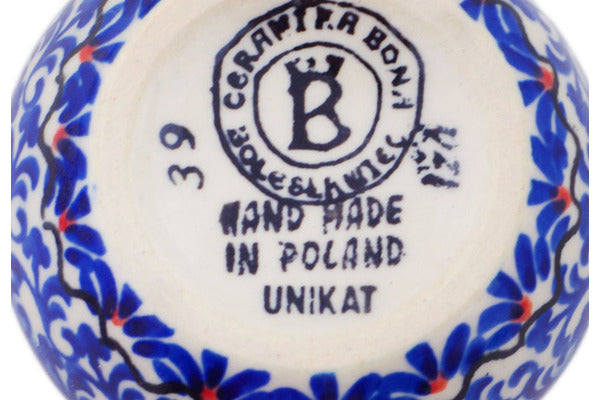 CERAMIKA BONA
BOLESŁAWIEC
B
39
HAND MADE
IN POLAND
UNIKAT